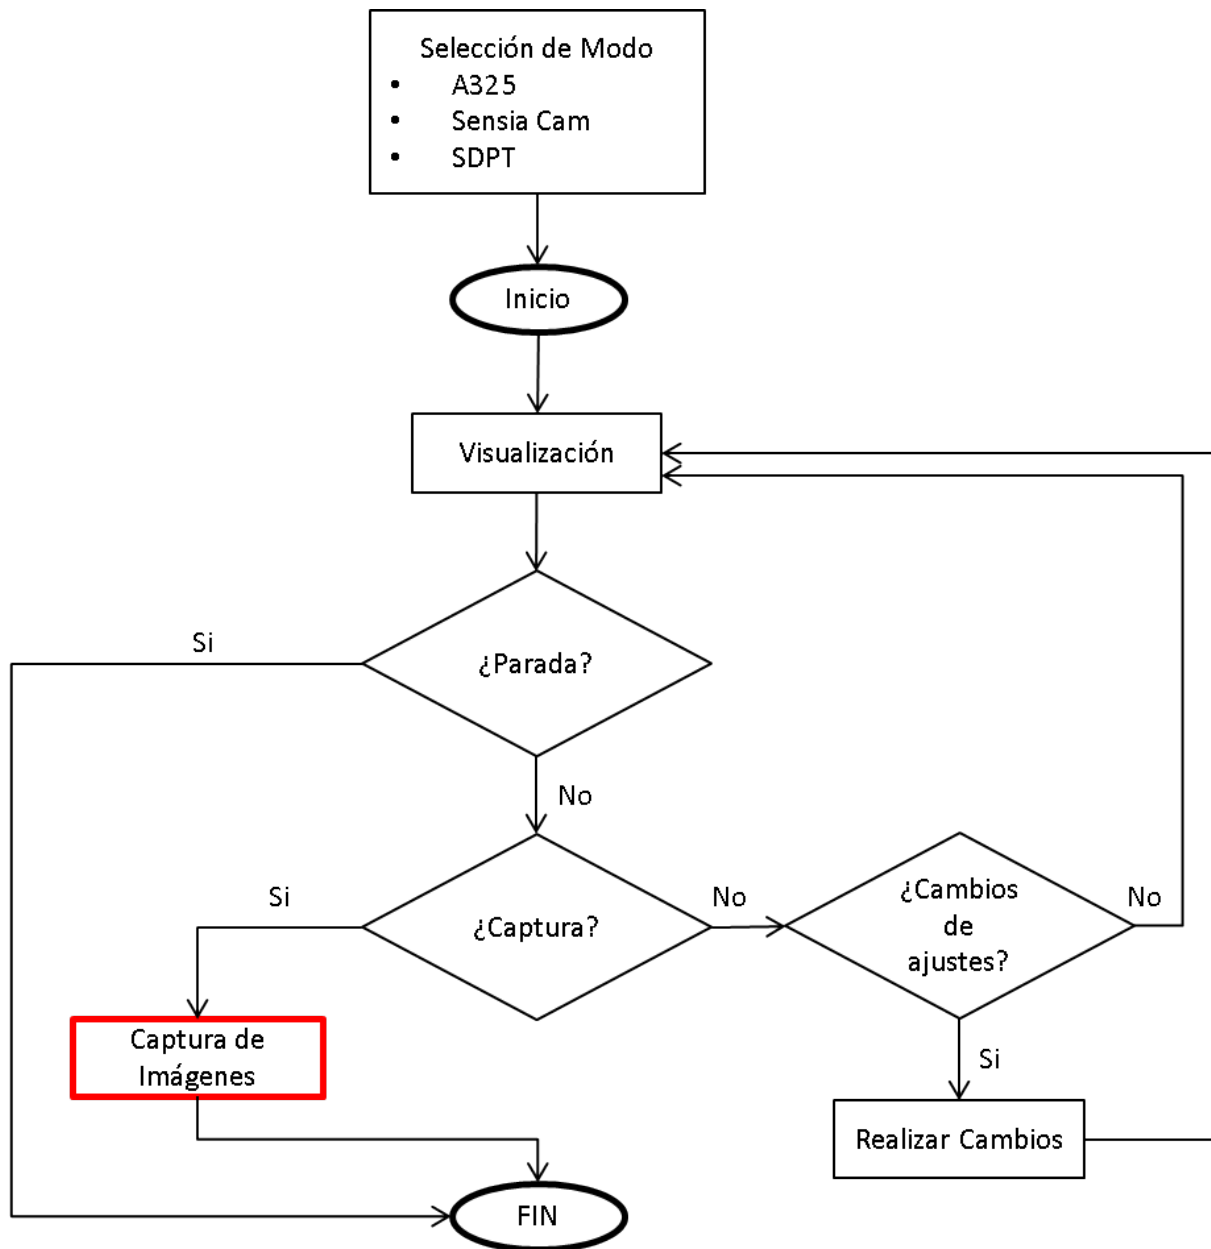 Selección de Modo
• A325
• Sensia Cam
• SDPT
Inicio
Visualización
Si
¿Parada?
No
Si
¿Captura?
No
¿Cambios
de
ajustes?
No
Captura de
Imágenes
Si
Realizar Cambios
FIN